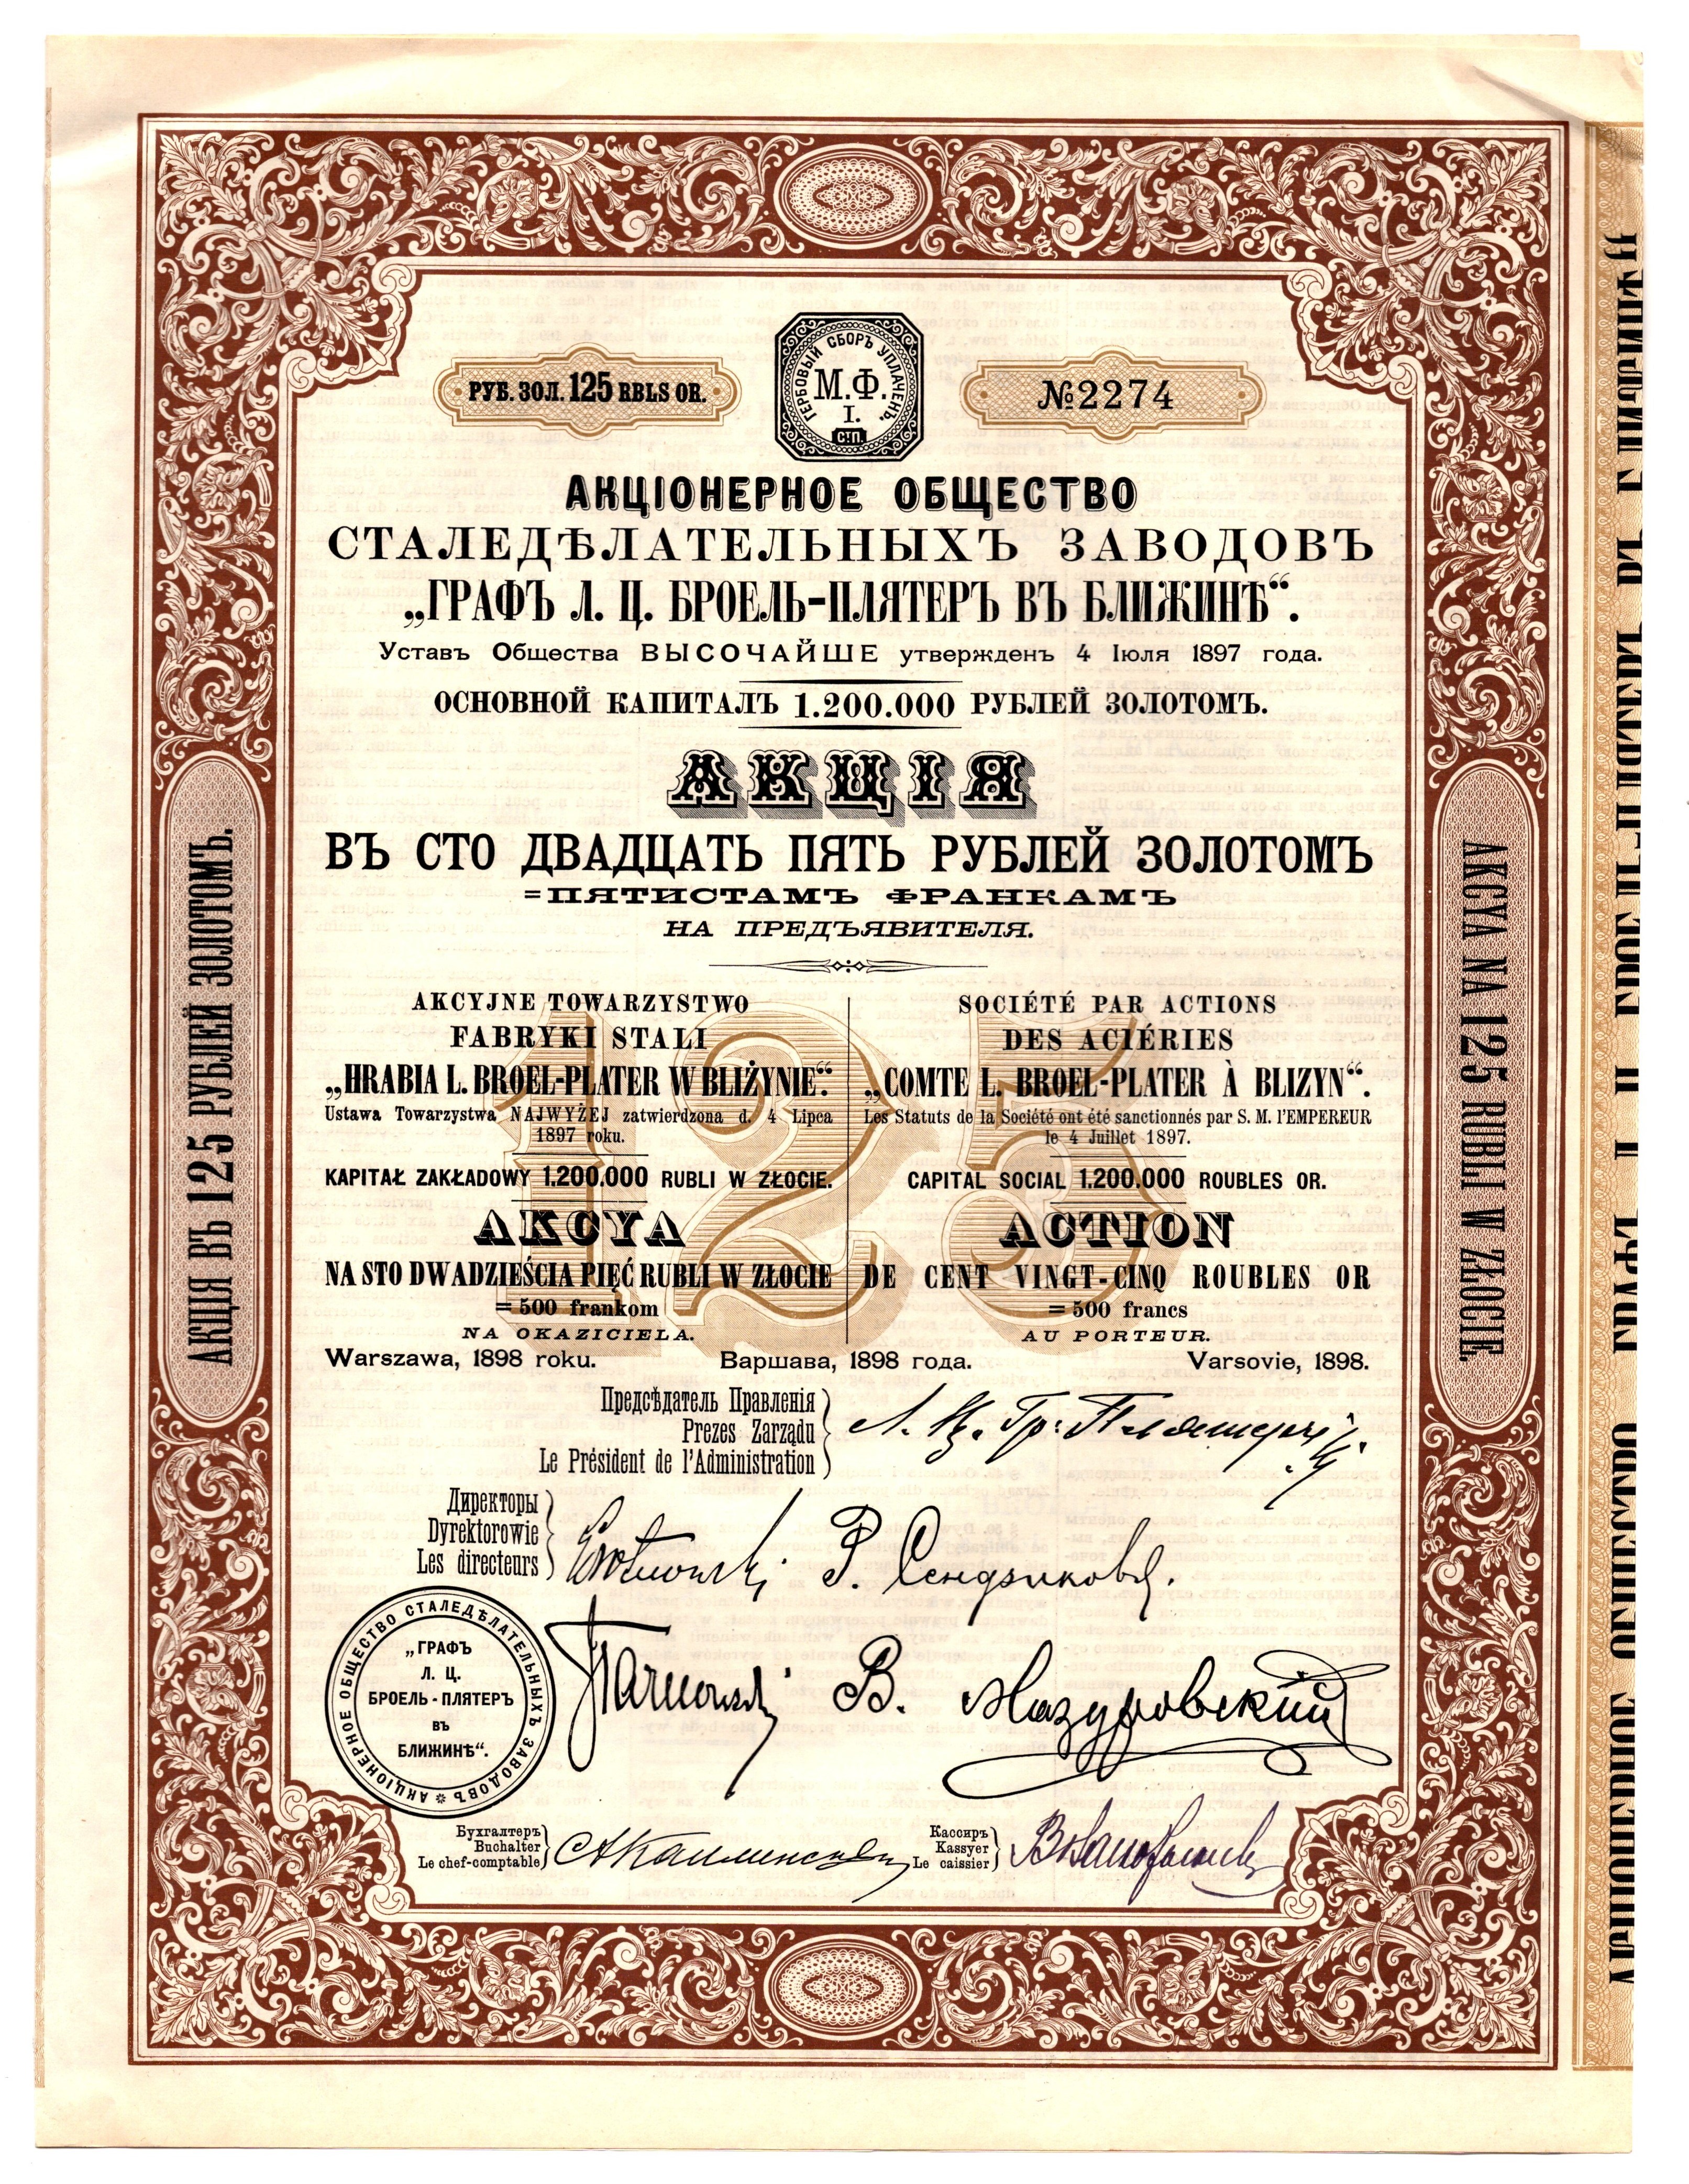 РУБ. ЗОЛ. 125 RBLS OR.
ГЕРБОВЫЙ СБОРЪ УПЛАЧЕНЪ.
М.Ф.
I.
С.П.
№2274
АКЦІОНЕРНОЕ ОБЩЕСТВО
СТАЛЕДѢЛАТЕЛЬНЫХЪ ЗАВОДОВЪ
„ГРАФЪ Л. Ц. БРОЕЛЬ-ПЛЯТЕРЪ ВЪ БЛИЖИНѢ“.
Уставъ Общества ВЫСОЧАЙШЕ утвержденъ 4 Іюля 1897 года.
ОСНОВНОЙ КАПИТАЛЪ 1.200.000 РУБЛЕЙ ЗОЛОТОМЪ.
АКЦІЯ
ВЪ СТО ДВАДЦАТЬ ПЯТЬ РУБЛЕЙ ЗОЛОТОМЪ
=ПЯТИСТАМЪ ФРАНКАМЪ
НА ПРЕДЪЯВИТЕЛЯ.
125
AKCYJNE TOWARZYSTWO
FABRYKI STALI
„HRABIA L. BROEL-PLATER W BLIŻYNIE“.
Ustawa Towarzystwa NAJWYŻEJ zatwierdzona d. 4 Lipca
1897 roku.
KAPITAŁ ZAKŁADOWY 1.200.000 RUBLI W ZŁOCIE.
AKCYA
NA STO DWADZIEŚCIA PIĘĆ RUBLI W ZŁOCIE
= 500 frankom
NA OKAZICIELA.
SOCIÉTÉ PAR ACTIONS
DES ACIÉRIES
„COMTE L. BROEL-PLATER À BLIZYN“.
Les Statuts de la Société ont été sanctionnés par S. M. l'EMPEREUR
le 4 Juillet 1897.
CAPITAL SOCIAL 1.200.000 ROUBLES OR.
ACTION
DE CENT VINGT-CINQ ROUBLES OR
= 500 francs
AU PORTEUR.
Warszawa, 1898 roku. Варшава, 1898 года. Varsovie, 1898.
Предсѣдатель Правленія
Prezes Zarządu
Le Président de l'Administration
Директоры
Dyrektorowie
Les directeurs
В. Мазуровскій
АКЦІОНЕРНОЕ ОБЩЕСТВО СТАЛЕДѢЛАТЕЛЬНЫХЪ ЗАВОДОВЪ
„ГРАФЪ
Л. Ц.
БРОЕЛЬ-ПЛЯТЕРЪ
ВЪ
БЛИЖИНѢ“.
Бухгалтеръ
Buchalter
Le chef-comptable
Кассиръ
Kassyer
Le caissier
АКЦІЯ ВЪ 125 РУБЛЕЙ ЗОЛОТОМЪ.
AKCYA NA 125 RUBLI W ZŁOCIE.